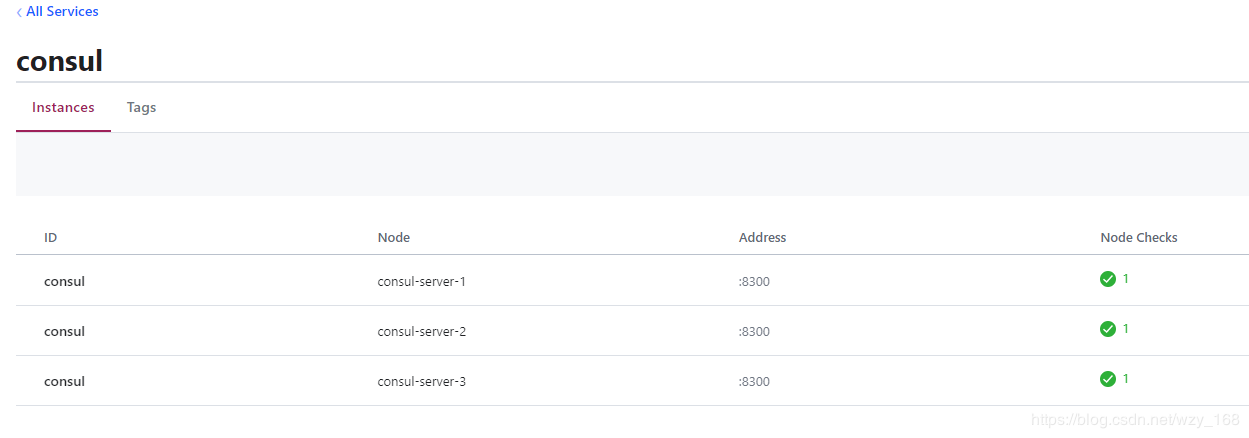 All Services
consul
Instances Tags
ID Node Address Node Checks
consul consul-server-1 :8300 1
consul consul-server-2 :8300 1
consul consul-server-3 :8300 1
https://blog.csdn.net/wzy_168